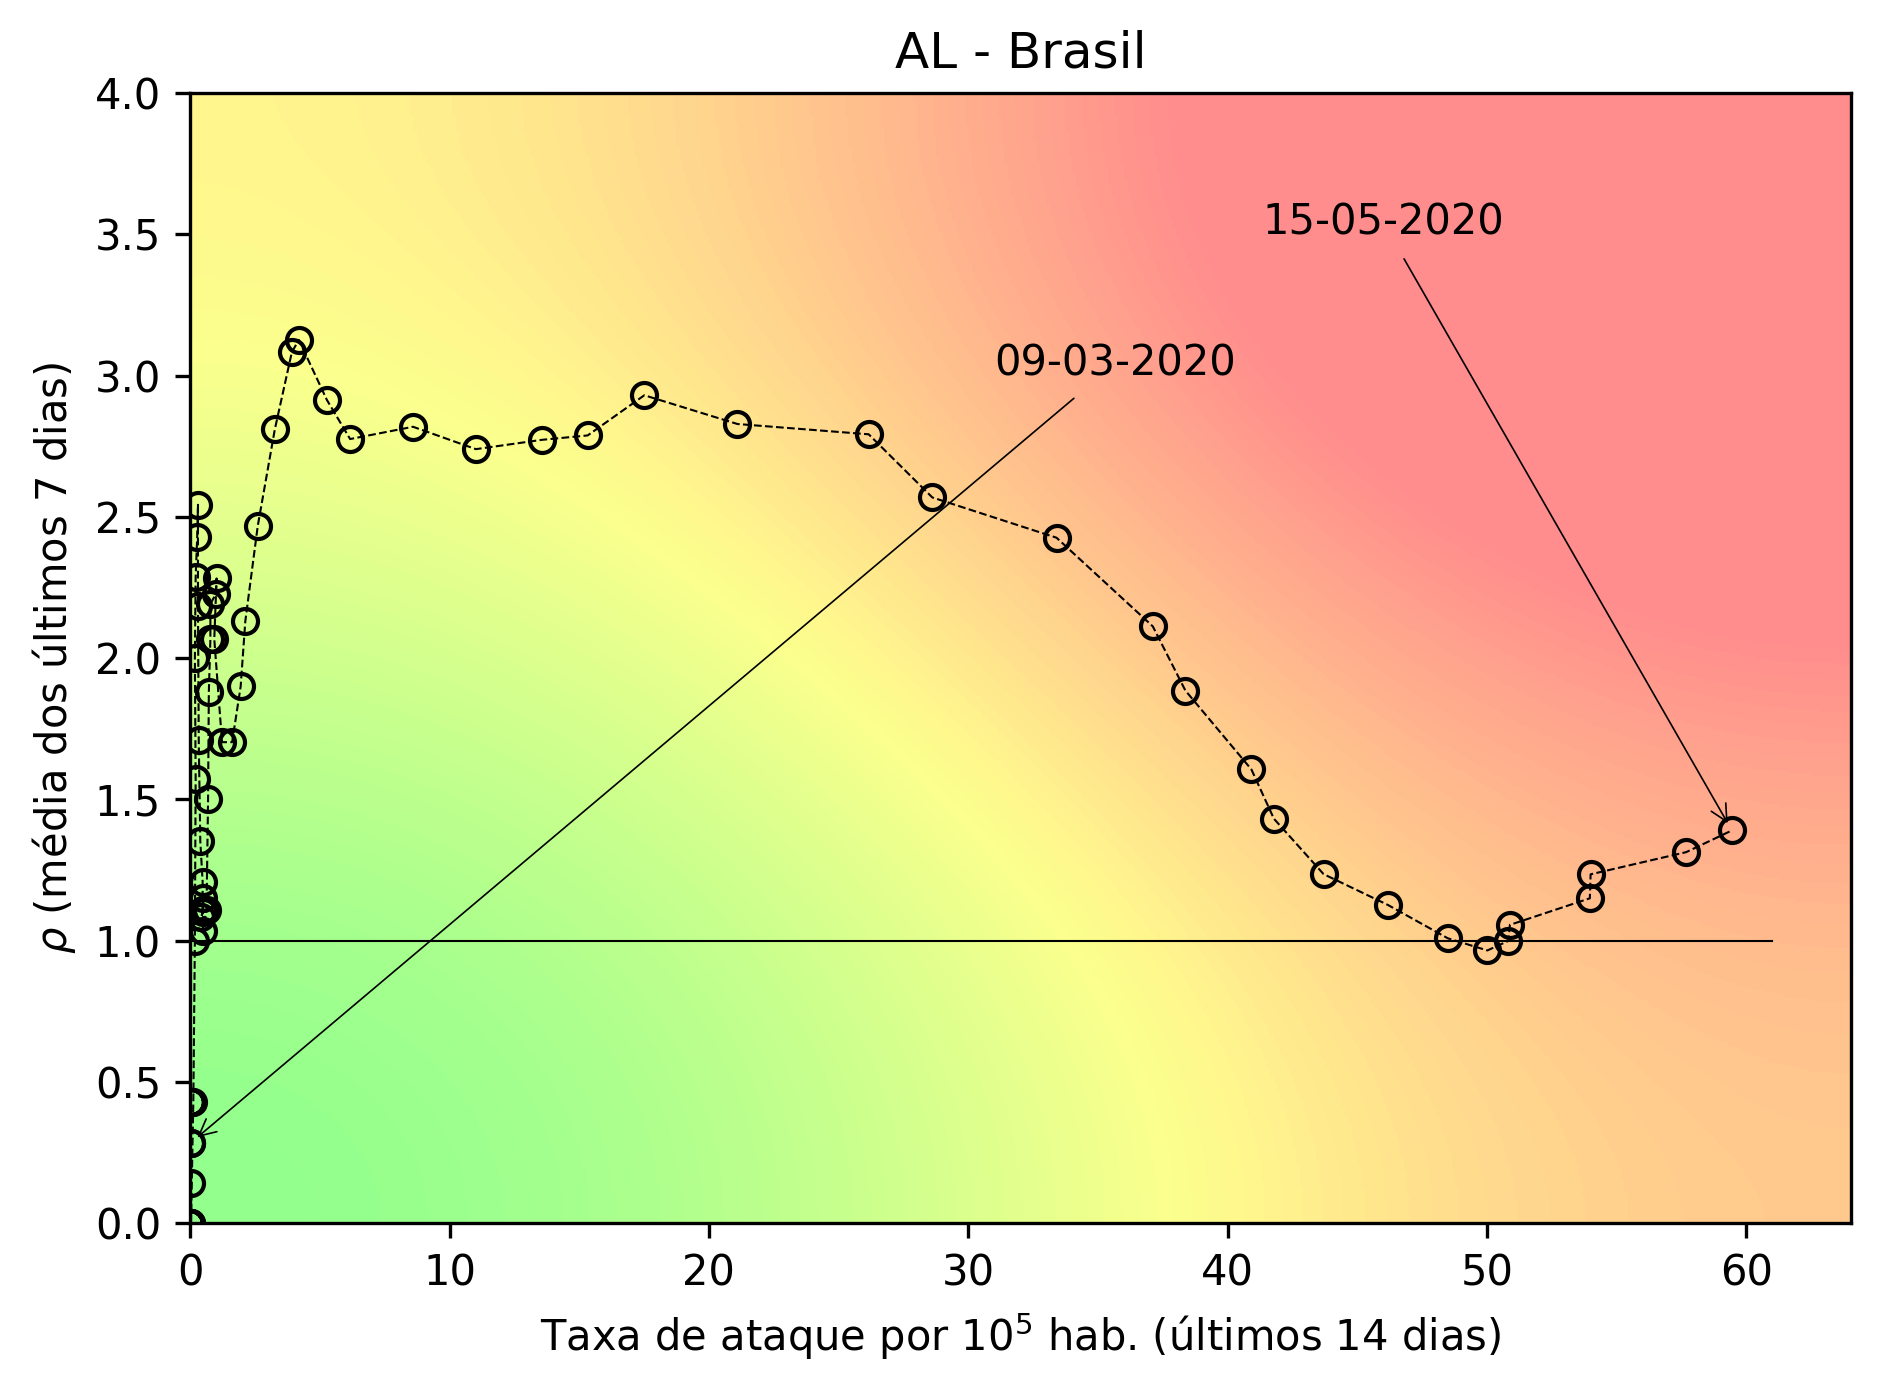 AL - Brasil
4.0
3.5
3.0
2.5
2.0
1.5
1.0
0.5
0.0
ρ (média dos últimos 7 dias)
15-05-2020
09-03-2020
0 10 20 30 40 50 60
Taxa de ataque por 10⁵ hab. (últimos 14 dias)